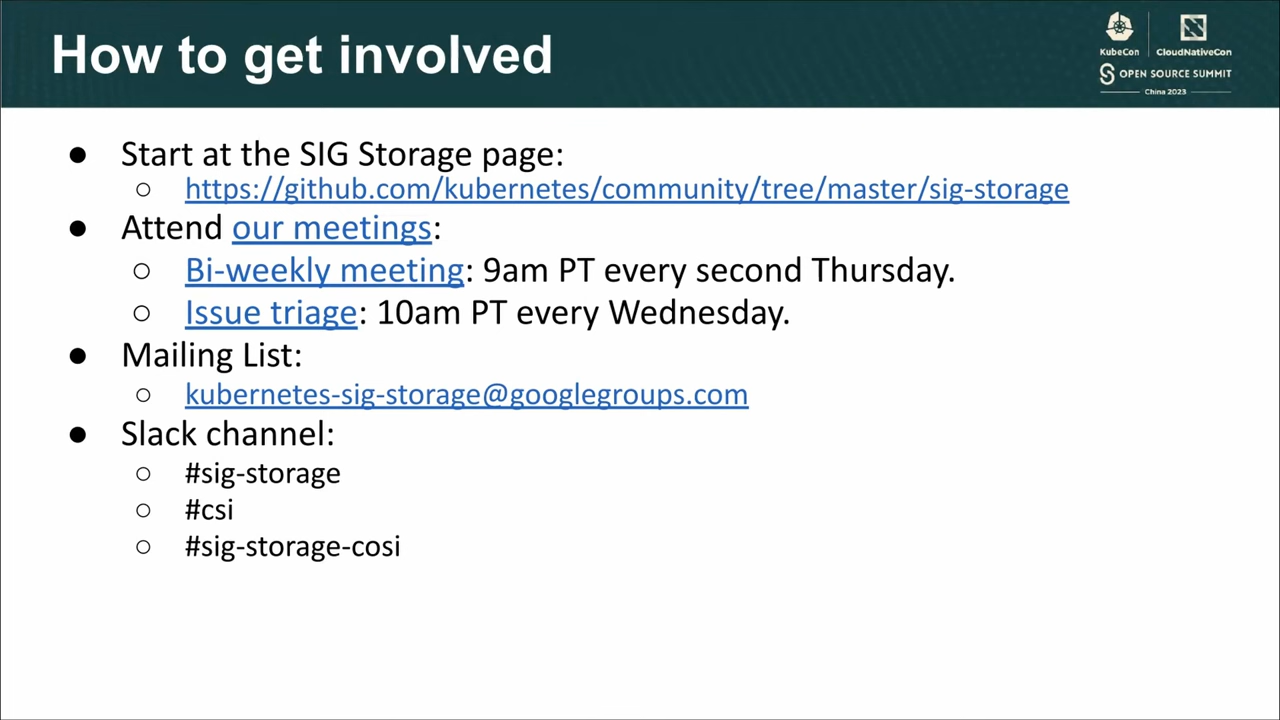 How to get involved
KubeCon
CloudNativeCon
OPEN SOURCE SUMMIT
China 2023
● Start at the SIG Storage page:
○ https://github.com/kubernetes/community/tree/master/sig-storage
● Attend our meetings:
○ Bi-weekly meeting: 9am PT every second Thursday.
○ Issue triage: 10am PT every Wednesday.
● Mailing List:
○ kubernetes-sig-storage@googlegroups.com
● Slack channel:
○ #sig-storage
○ #csi
○ #sig-storage-cosi